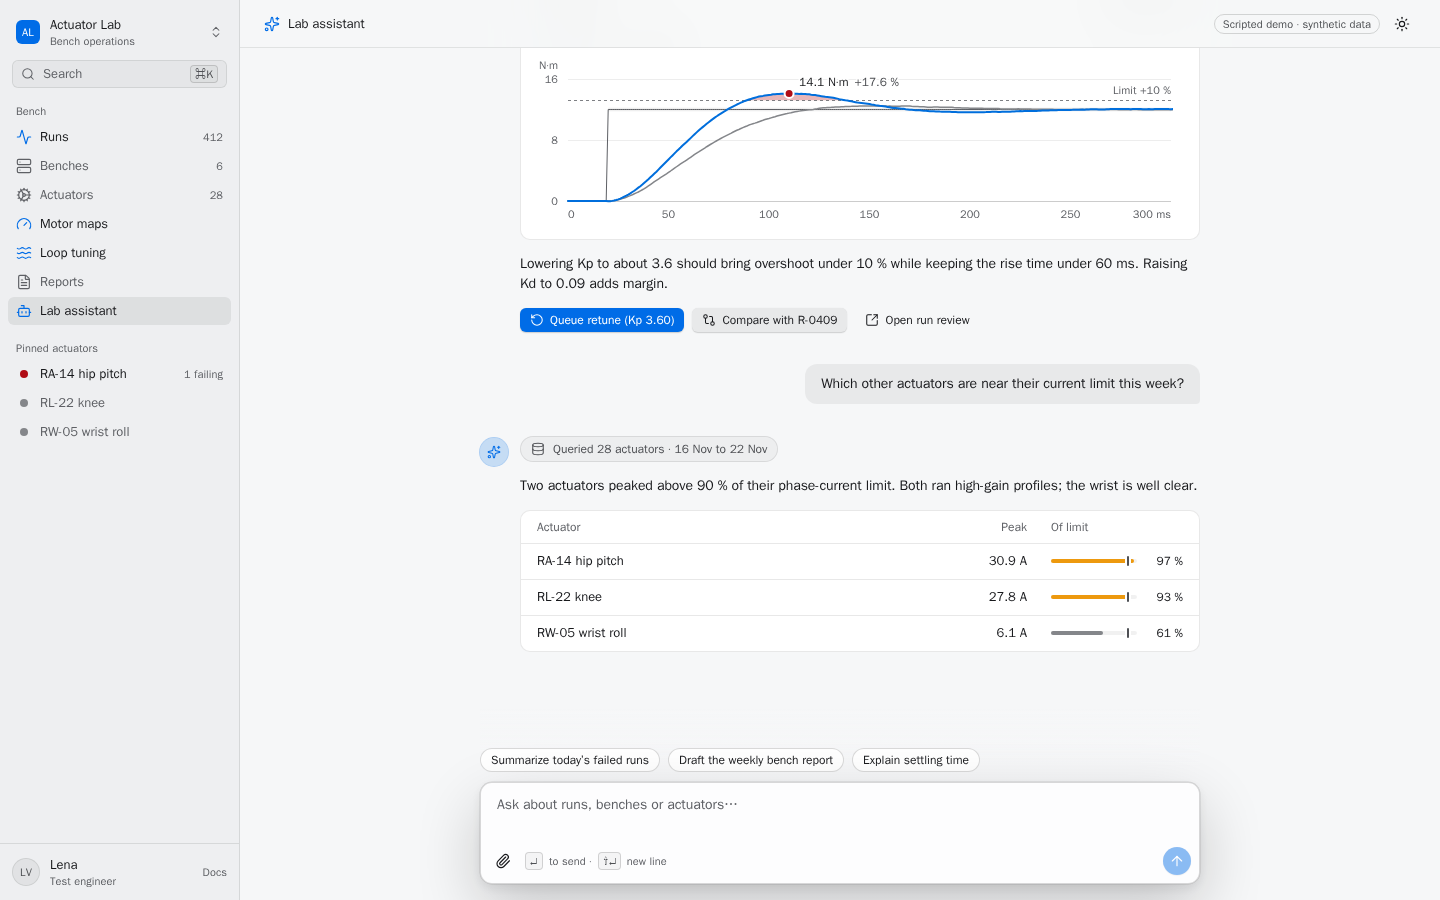 AL
Actuator Lab
Bench operations
Search
⌘K
Bench
Runs 412
Benches 6
Actuators 28
Motor maps
Loop tuning
Reports
Lab assistant
Pinned actuators
RA-14 hip pitch 1 failing
RL-22 knee
RW-05 wrist roll
LV
Lena
Test engineer
Docs
Lab assistant
Scripted demo · synthetic data
N·m
16
14.1 N·m +17.6 %
Limit +10 %
8
0
0 50 100 150 200 250 300 ms
Lowering Kp to about 3.6 should bring overshoot under 10 % while keeping the rise time under 60 ms. Raising
Kd to 0.09 adds margin.
Queue retune (Kp 3.60)
Compare with R-0409
Open run review
Which other actuators are near their current limit this week?
Queried 28 actuators · 16 Nov to 22 Nov
Two actuators peaked above 90 % of their phase-current limit. Both ran high-gain profiles; the wrist is well clear.
Actuator Peak Of limit
RA-14 hip pitch 30.9 A 97 %
RL-22 knee 27.8 A 93 %
RW-05 wrist roll 6.1 A 61 %
Summarize today's failed runs
Draft the weekly bench report
Explain settling time
Ask about runs, benches or actuators…
↵ to send · ⇧↵ new line